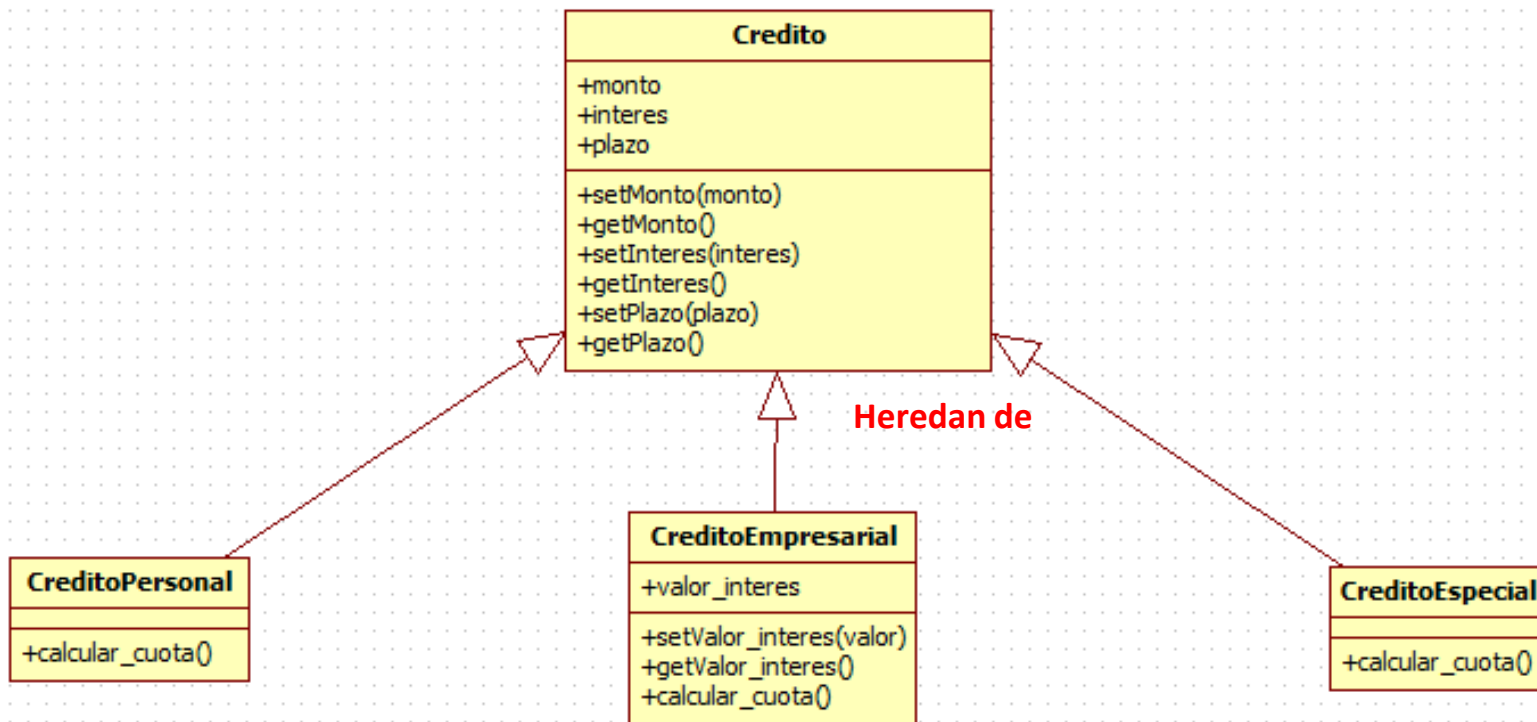 Credito
+monto
+interes
+plazo
+setMonto(monto)
+getMonto()
+setInteres(interes)
+getInteres()
+setPlazo(plazo)
+getPlazo()
Heredan de
CreditoPersonal
+calcular_cuota()
CreditoEmpresarial
+valor_interes
+setValor_interes(valor)
+getValor_interes()
+calcular_cuota()
CreditoEspecial
+calcular_cuota()